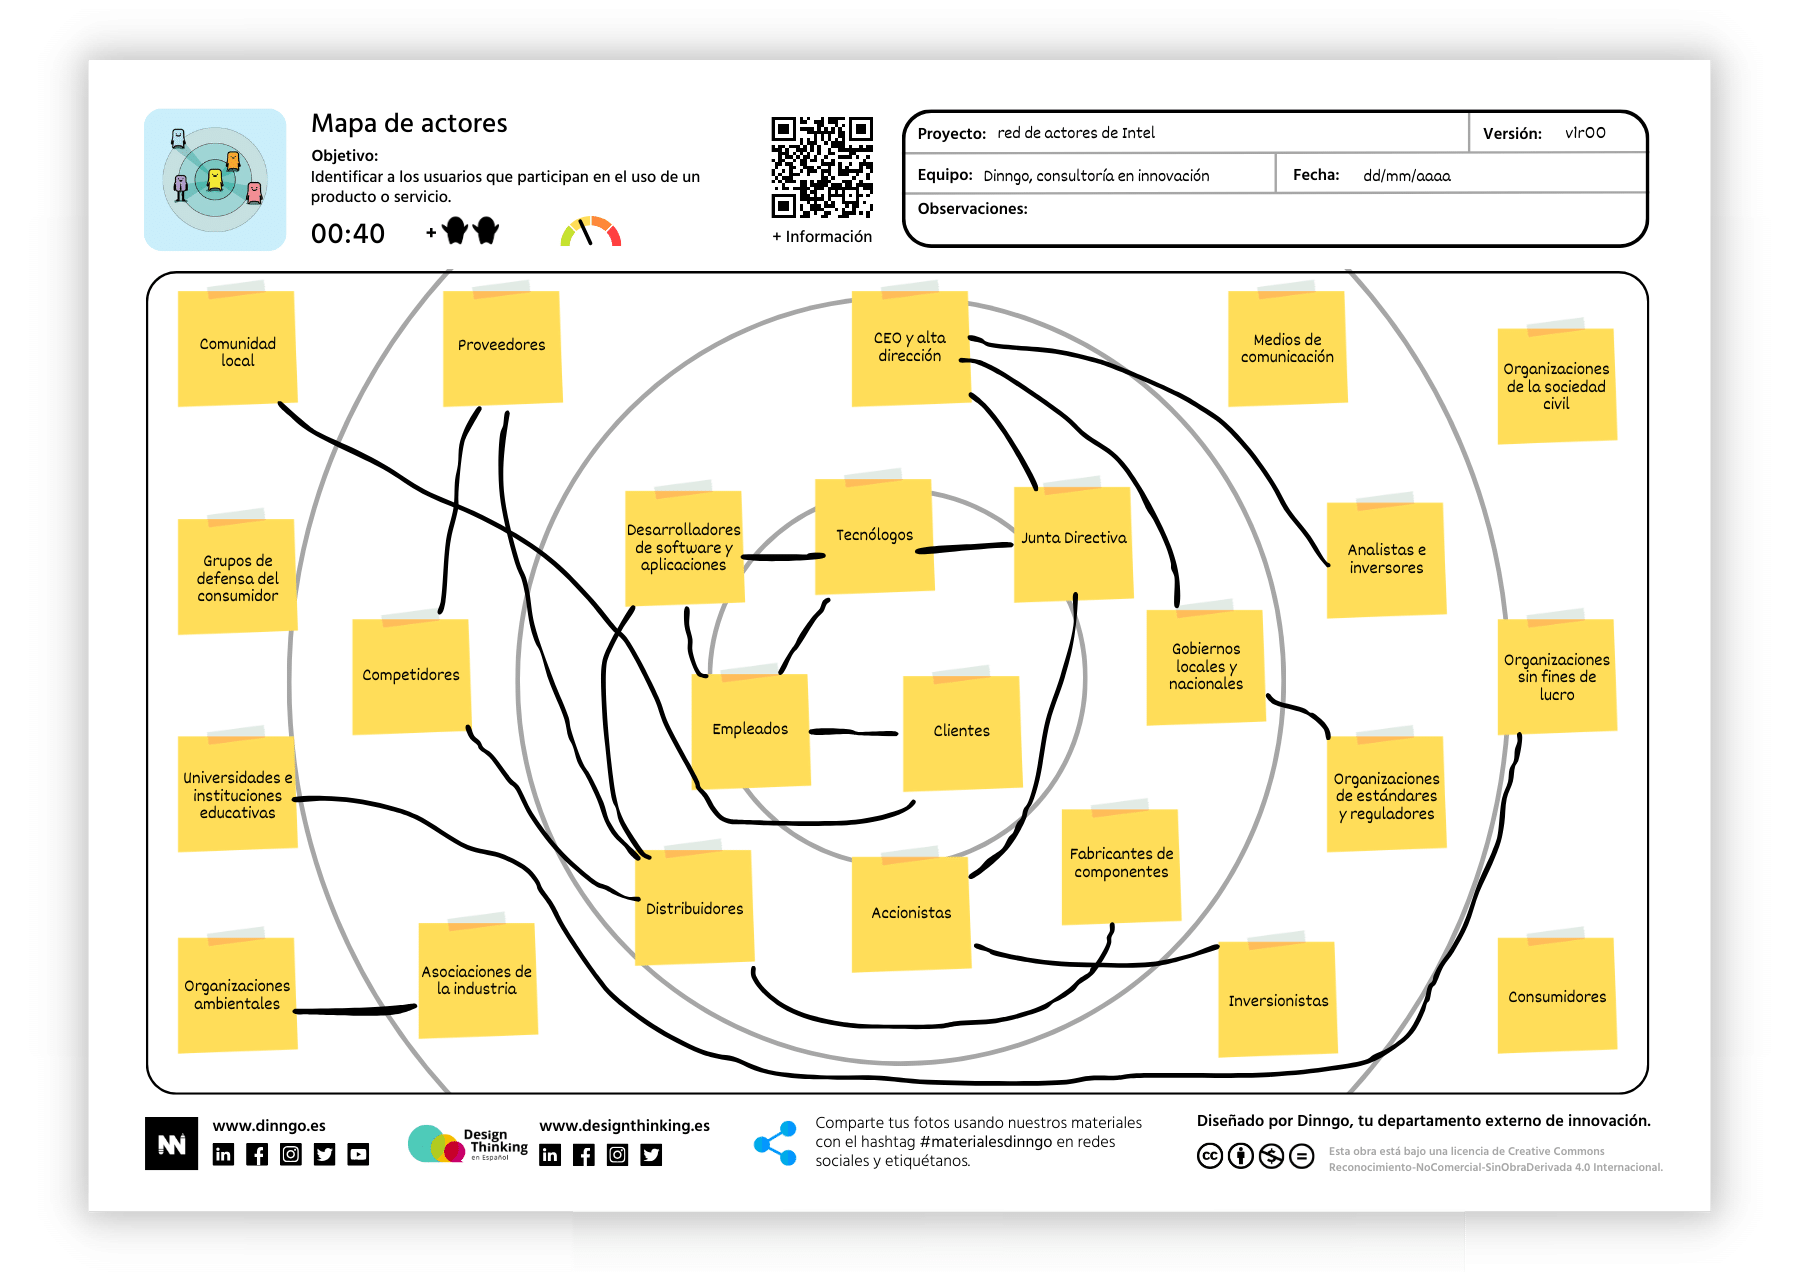 Mapa de actores
Objetivo:
Identificar a los usuarios que participan en el uso de un
producto o servicio.
00:40
+
+ Información
Proyecto: red de actores de Intel
Versión: v1r00
Equipo: Dinngo, consultoría en innovación
Fecha: dd/mm/aaaa
Observaciones:
Comunidad
local
Proveedores
CEO y alta
dirección
Medios de
comunicación
Organizaciones
de la sociedad
civil
Grupos de
defensa del
consumidor
Desarrolladores
de software y
aplicaciones
Tecnólogos
Junta Directiva
Analistas e
inversores
Competidores
Empleados
Clientes
Gobiernos
locales y
nacionales
Organizaciones
sin fines de
lucro
Universidades e
instituciones
educativas
Organizaciones
de estándares
y reguladores
Distribuidores
Accionistas
Fabricantes de
componentes
Organizaciones
ambientales
Asociaciones de
la industria
Inversionistas
Consumidores
www.dinngo.es
Design
Thinking
en Español
www.designthinking.es
Comparte tus fotos usando nuestros materiales
con el hashtag #materialesdinngo en redes
sociales y etiquétanos.
Diseñado por Dinngo, tu departamento externo de innovación.
cc
Esta obra está bajo una licencia de Creative Commons
Reconocimiento-NoComercial-SinObraDerivada 4.0 Internacional.